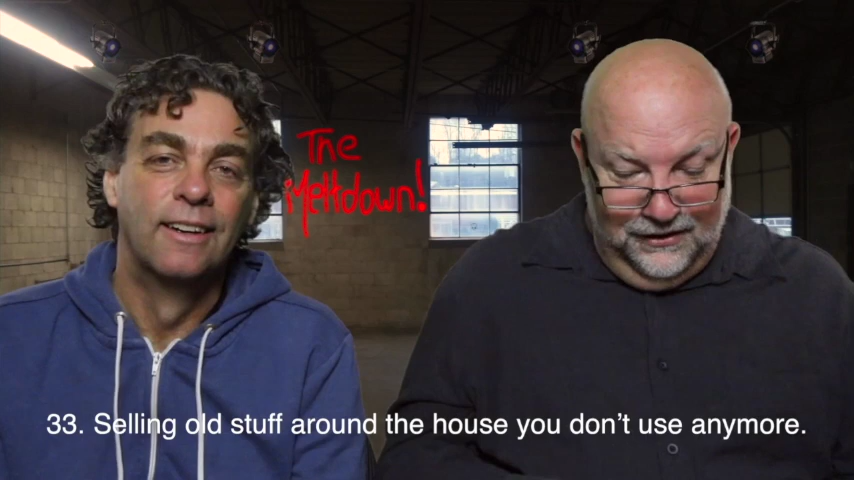 The
Meltdown!
33. Selling old stuff around the house you don't use anymore.